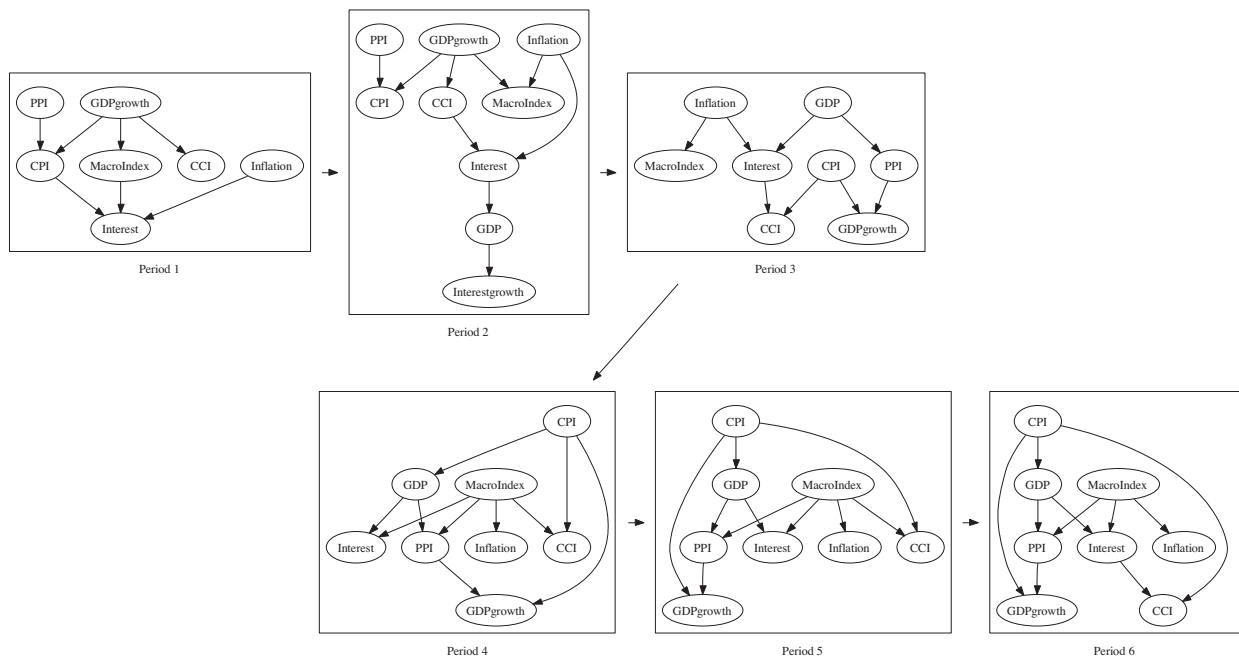 PPI
GDPgrowth
CPI
MacroIndex
CCI
Inflation
Interest
Period 1
PPI
GDPgrowth
Inflation
CPI
CCI
MacroIndex
Interest
GDP
Interestgrowth
Period 2
Inflation
GDP
MacroIndex
Interest
CPI
PPI
CCI
GDPgrowth
Period 3
CPI
GDP
MacroIndex
Interest
PPI
Inflation
CCI
GDPgrowth
Period 4
CPI
GDP
MacroIndex
PPI
Interest
Inflation
CCI
GDPgrowth
Period 5
CPI
GDP
MacroIndex
PPI
Interest
Inflation
GDPgrowth
CCI
Period 6